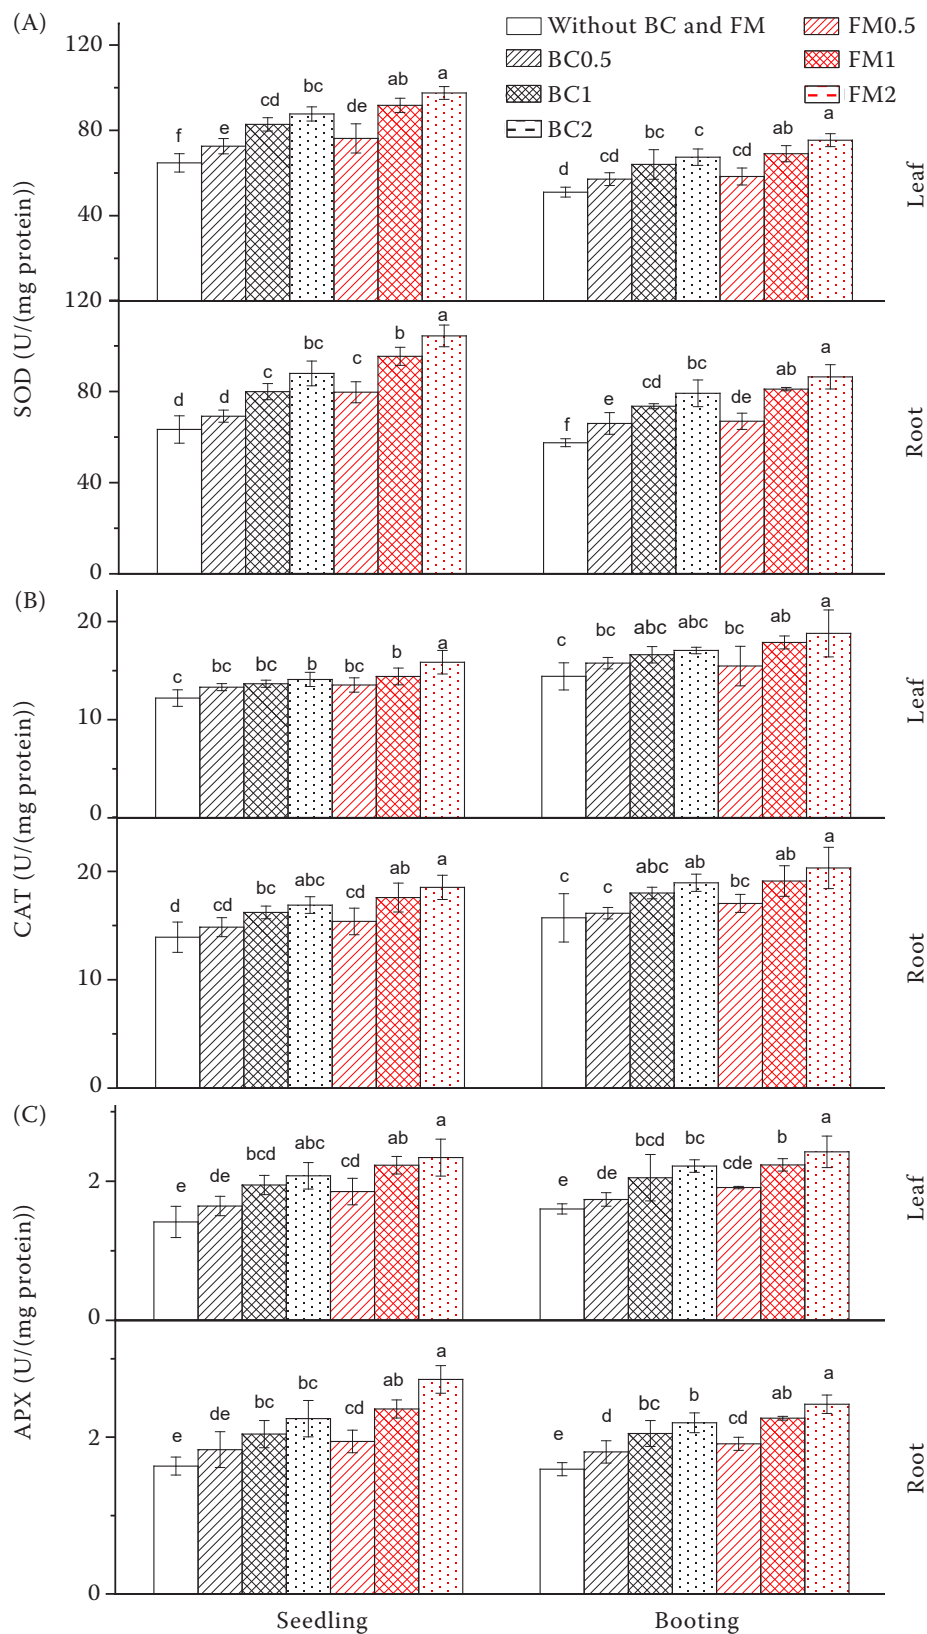 (A)
Without BC and FM
BC0.5
BC1
BC2
FM0.5
FM1
FM2
120
80
40
120
80
40
0
SOD (U/(mg protein))
f e cd bc de ab a
d cd bc c cd ab a
Leaf
d d c bc c b a
f e cd bc de ab a
Root
(B)
20
10
0
20
10
0
CAT (U/(mg protein))
c bc bc b bc b a
c bc abc abc bc ab a
Leaf
d cd bc abc cd ab a
c c abc ab bc ab a
Root
(C)
2
0
2
0
APX (U/(mg protein))
e de bcd abc cd ab a
e de bcd bc cde b a
Leaf
e de bc bc cd ab a
e d bc b cd ab a
Root
Seedling
Booting